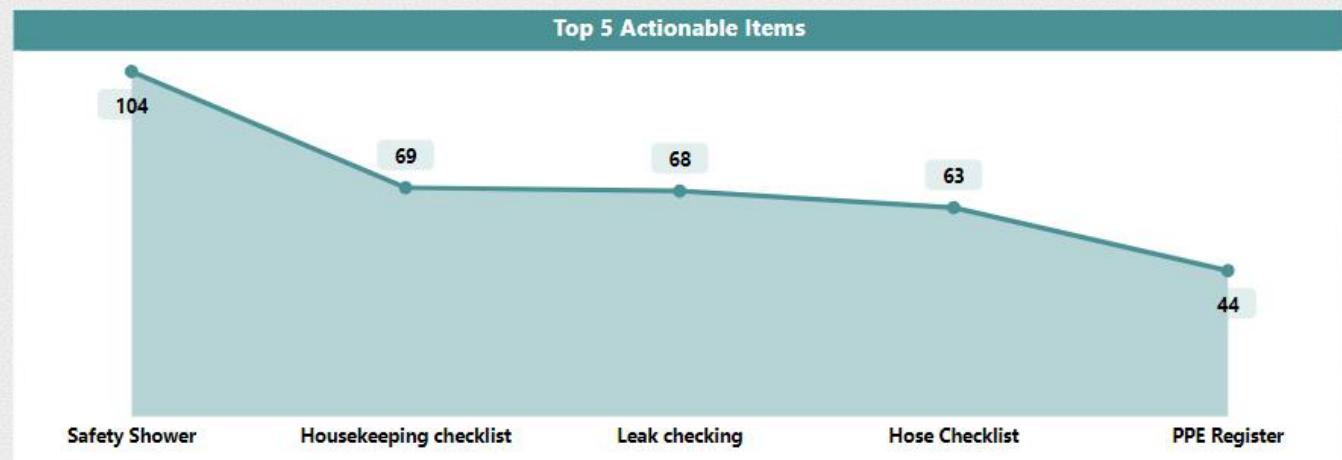 Top 5 Actionable Items
104
69
68
63
44
Safety Shower
Housekeeping checklist
Leak checking
Hose Checklist
PPE Register